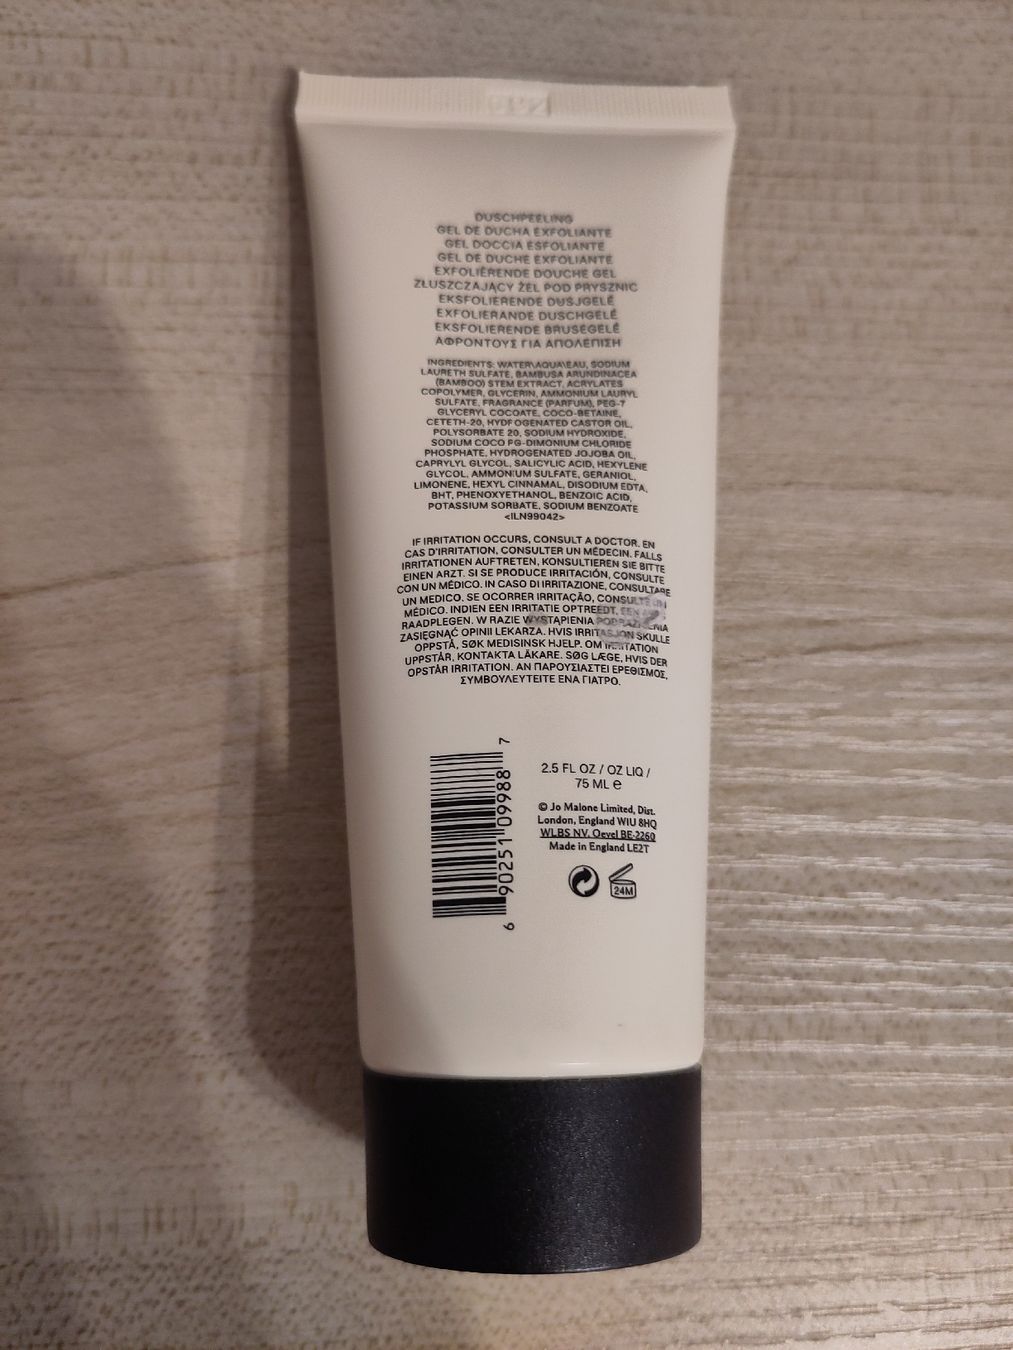 DUSCHPEELING
GEL DE DUCHA EXFOLIANTE
GEL DOCCIA ESFOLIANTE
GEL DE DUCHE EXFOLIANTE
EXFOLIËRENDE DOUCHE GEL
ZŁUSZCZAJĄCY ŻEL POD PRYSZNIC
EKSFOLIERENDE DUSJGELÉ
EXFOLIERANDE DUSCHGELÉ
EKSFOLIERENDE BRUSEGELÉ
ΑΦΡΟΝΤΟΥΣ ΓΙΑ ΑΠΟΛΕΠΙΣΗ
INGREDIENTS: WATER\AQUA\EAU, SODIUM
LAURETH SULFATE, BAMBUSA ARUNDINACEA
(BAMBOO) STEM EXTRACT, ACRYLATES
COPOLYMER, GLYCERIN, AMMONIUM LAURYL
SULFATE, FRAGRANCE (PARFUM), PEG-7
GLYCERYL COCOATE, COCO-BETAINE,
CETETH-20, HYDROGENATED CASTOR OIL,
POLYSORBATE 20, SODIUM HYDROXIDE,
SODIUM COCO PG-DIMONIUM CHLORIDE
PHOSPHATE, HYDROGENATED JOJOBA OIL,
CAPRYLYL GLYCOL, SALICYLIC ACID, HEXYLENE
GLYCOL, AMMONIUM SULFATE, GERANIOL,
LIMONENE, HEXYL CINNAMAL, DISODIUM EDTA,
BHT, PHENOXYETHANOL, BENZOIC ACID,
POTASSIUM SORBATE, SODIUM BENZOATE
<ILN99042>
IF IRRITATION OCCURS, CONSULT A DOCTOR. EN
CAS D'IRRITATION, CONSULTER UN MÉDECIN. FALLS
IRRITATIONEN AUFTRETEN, KONSULTIEREN SIE BITTE
EINEN ARZT. SI SE PRODUCE IRRITACIÓN, CONSULTE
CON UN MÉDICO. IN CASO DI IRRITAZIONE, CONSULTARE
UN MEDICO. SE OCORRER IRRITAÇÃO, CONSULTE UM
MÉDICO. INDIEN EEN IRRITATIE OPTREEDT, EEN ARTS
RAADPLEGEN. W RAZIE WYSTĄPIENIA PODRAŻNIENIA
ZASIĘGNĄĆ OPINII LEKARZA. HVIS IRRITASJON SKULLE
OPPSTÅ, SØK MEDISINSK HJELP. OM IRRITATION
UPPSTÅR, KONTAKTA LÄKARE. SØG LÆGE, HVIS DER
OPSTÅR IRRITATION. ΑΝ ΠΑΡΟΥΣΙΑΣΤΕΙ ΕΡΕΘΙΣΜΟΣ,
ΣΥΜΒΟΥΛΕΥΤΕΙΤΕ ΕΝΑ ΓΙΑΤΡΟ.
6 90251 09988 7
2.5 FL OZ / OZ LIQ /
75 ML ℮
© Jo Malone Limited, Dist.
London, England W1U 8HQ
WLBS NV. Oevel BE-2260
Made in England LE2T
24M